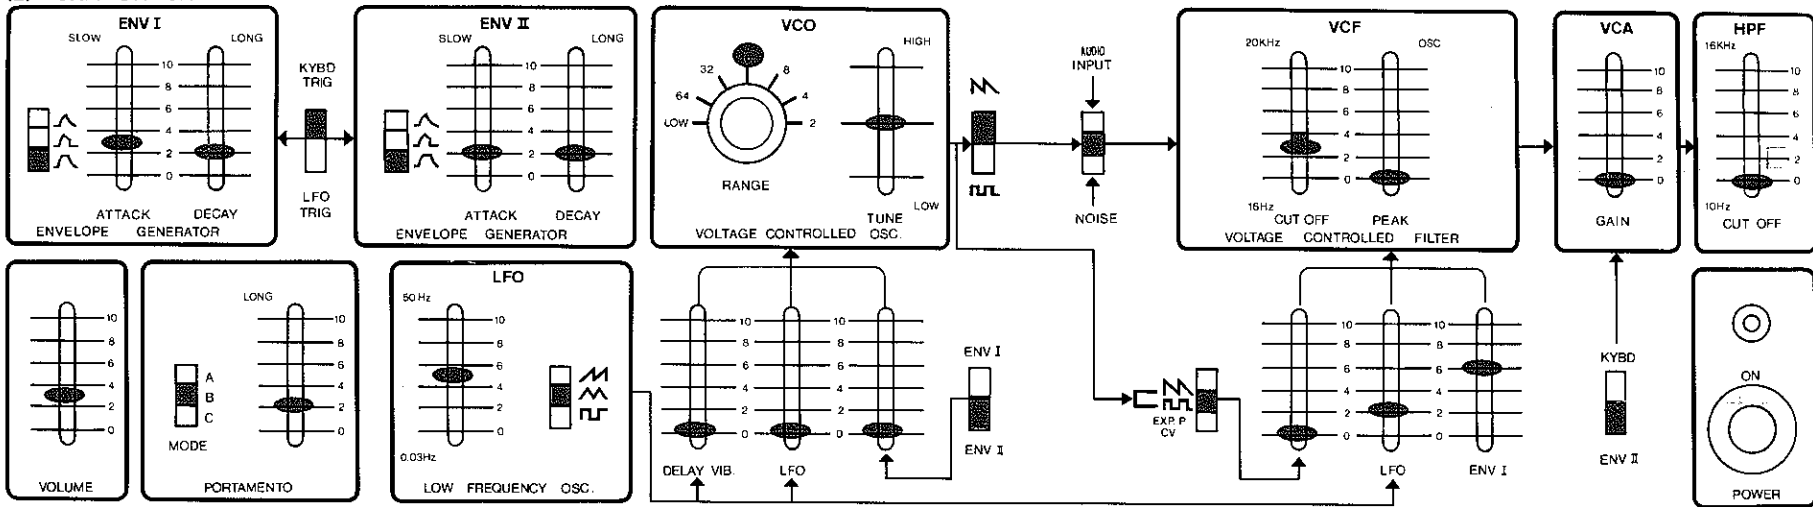 ENV I
SLOW
LONG
10
8
6
4
2
0
ATTACK DECAY
ENVELOPE GENERATOR
KYBD
TRIG
LFO
TRIG
ENV II
SLOW
LONG
10
8
6
4
2
0
ATTACK DECAY
ENVELOPE GENERATOR
VCO
HIGH
32
8
64
4
LOW
2
RANGE
LOW
TUNE
VOLTAGE CONTROLLED OSC.
AUDIO
INPUT
NOISE
VCF
20KHz
OSC
10
8
6
4
2
0
16Hz
CUT OFF PEAK
VOLTAGE CONTROLLED FILTER
VCA
10
8
6
4
2
0
GAIN
HPF
16KHz
10
8
6
4
2
0
10Hz
CUT OFF
10
8
6
4
2
0
VOLUME
LONG
10
8
6
4
2
0
A
B
C
MODE
PORTAMENTO
LFO
50 Hz
10
8
6
4
2
0
0.03Hz
LOW FREQUENCY OSC.
10 10
8 8
6 6
4 4
2 2
0 0
DELAY VIB. LFO
ENV I
ENV II
EXP. P
CV
10 10
8 8
6 6
4 4
2 2
0 0
LFO ENV I
KYBD
ENV II
ON
POWER